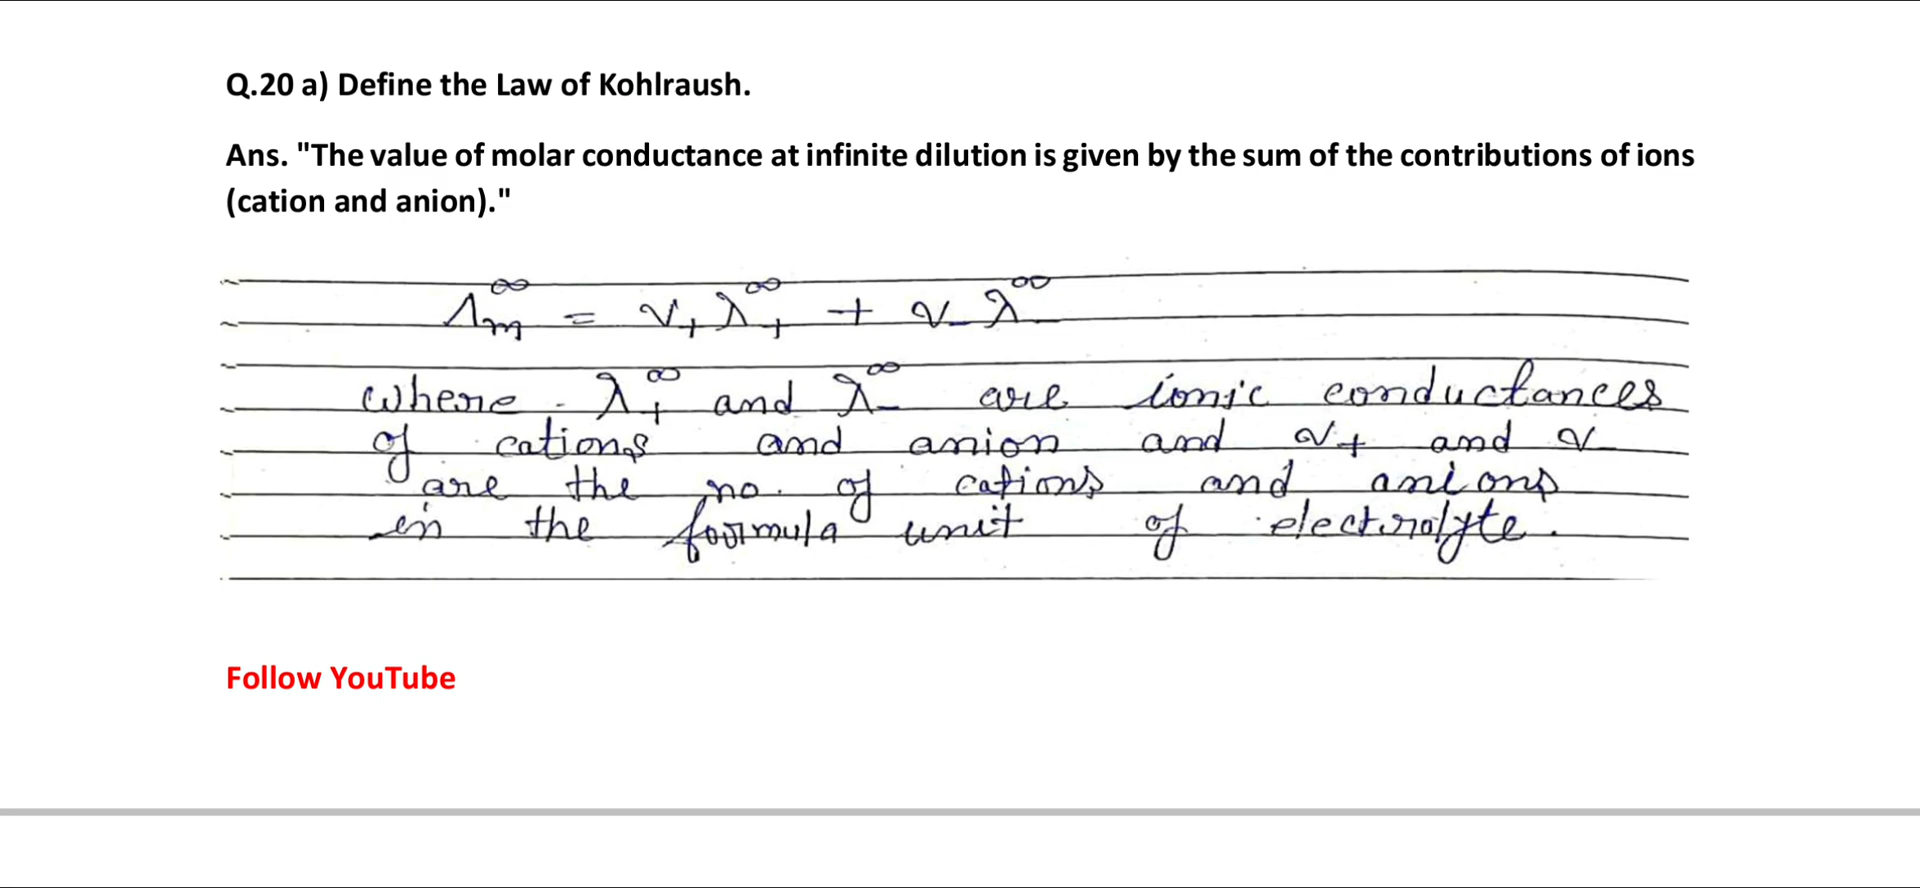 Q.20 a) Define the Law of Kohlraush.
Ans. "The value of molar conductance at infinite dilution is given by the sum of the contributions of ions
(cation and anion)."
Λm∞ = ν+ λ+∞ + ν- λ-∞
where λ+∞ and λ-∞ are ionic conductances
of cations and anion and ν+ and ν-
are the no. of cations and anions
in the formula unit of electrolyte.
Follow YouTube